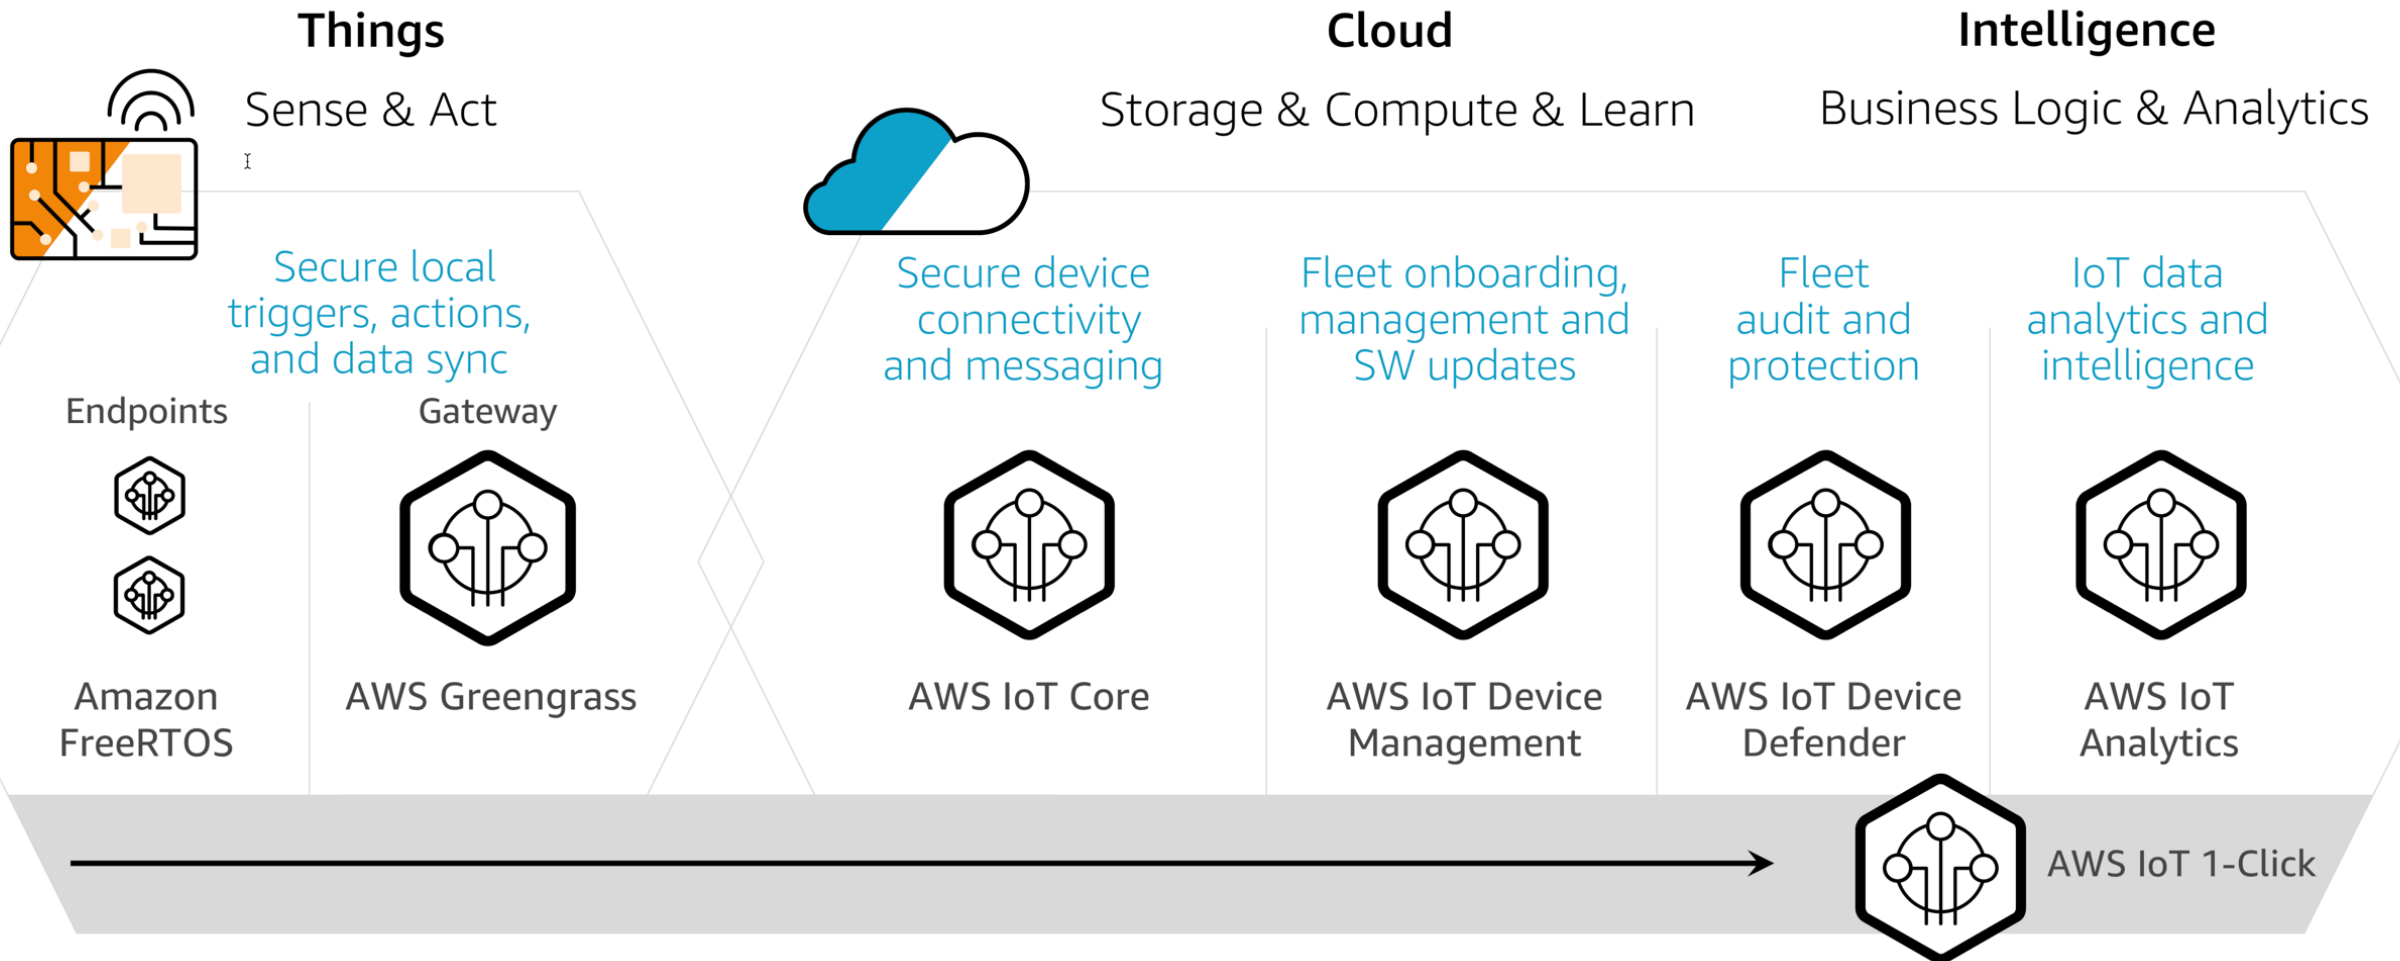 Things
Sense & Act
Cloud
Storage & Compute & Learn
Intelligence
Business Logic & Analytics
Secure local
triggers, actions,
and data sync
Endpoints
Gateway
Amazon
FreeRTOS
AWS Greengrass
Secure device
connectivity
and messaging
AWS IoT Core
Fleet onboarding,
management and
SW updates
AWS IoT Device
Management
Fleet
audit and
protection
AWS IoT Device
Defender
IoT data
analytics and
intelligence
AWS IoT
Analytics
AWS IoT 1-Click